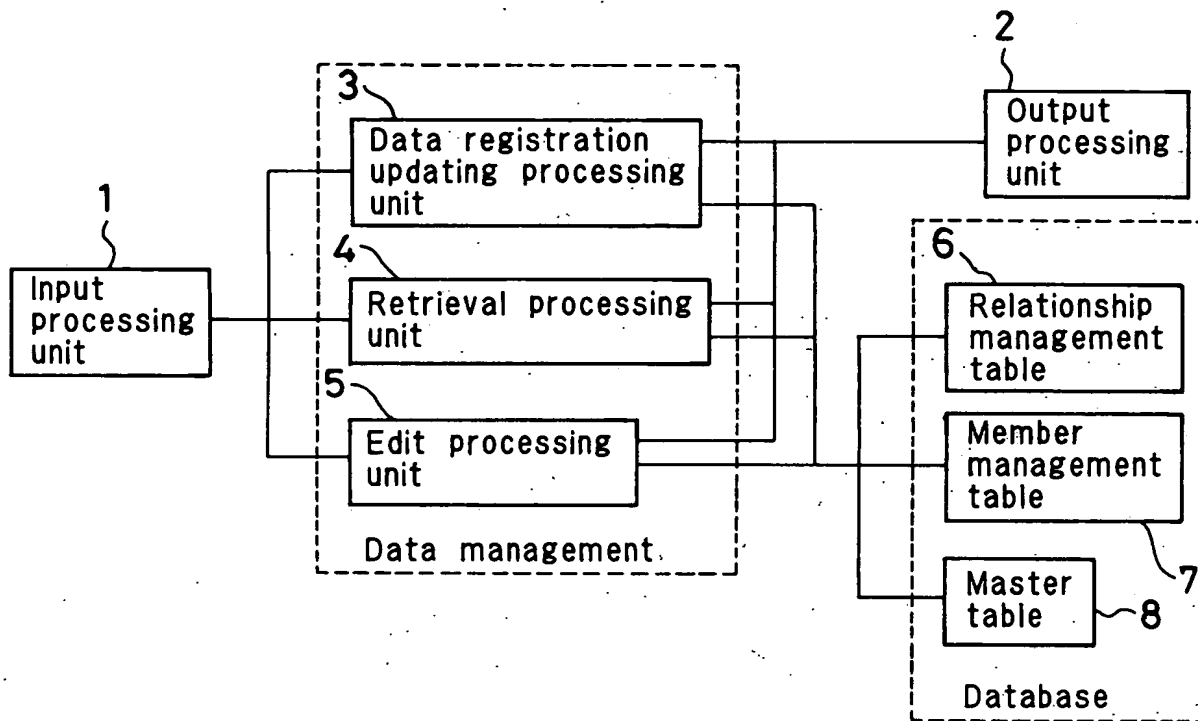 1
Input
processing
unit
3
Data registration
updating processing
unit
4
Retrieval processing
unit
5
Edit processing
unit
Data management
2
Output
processing
unit
6
Relationship
management
table
Member
management
table
7
Master
table
8
Database